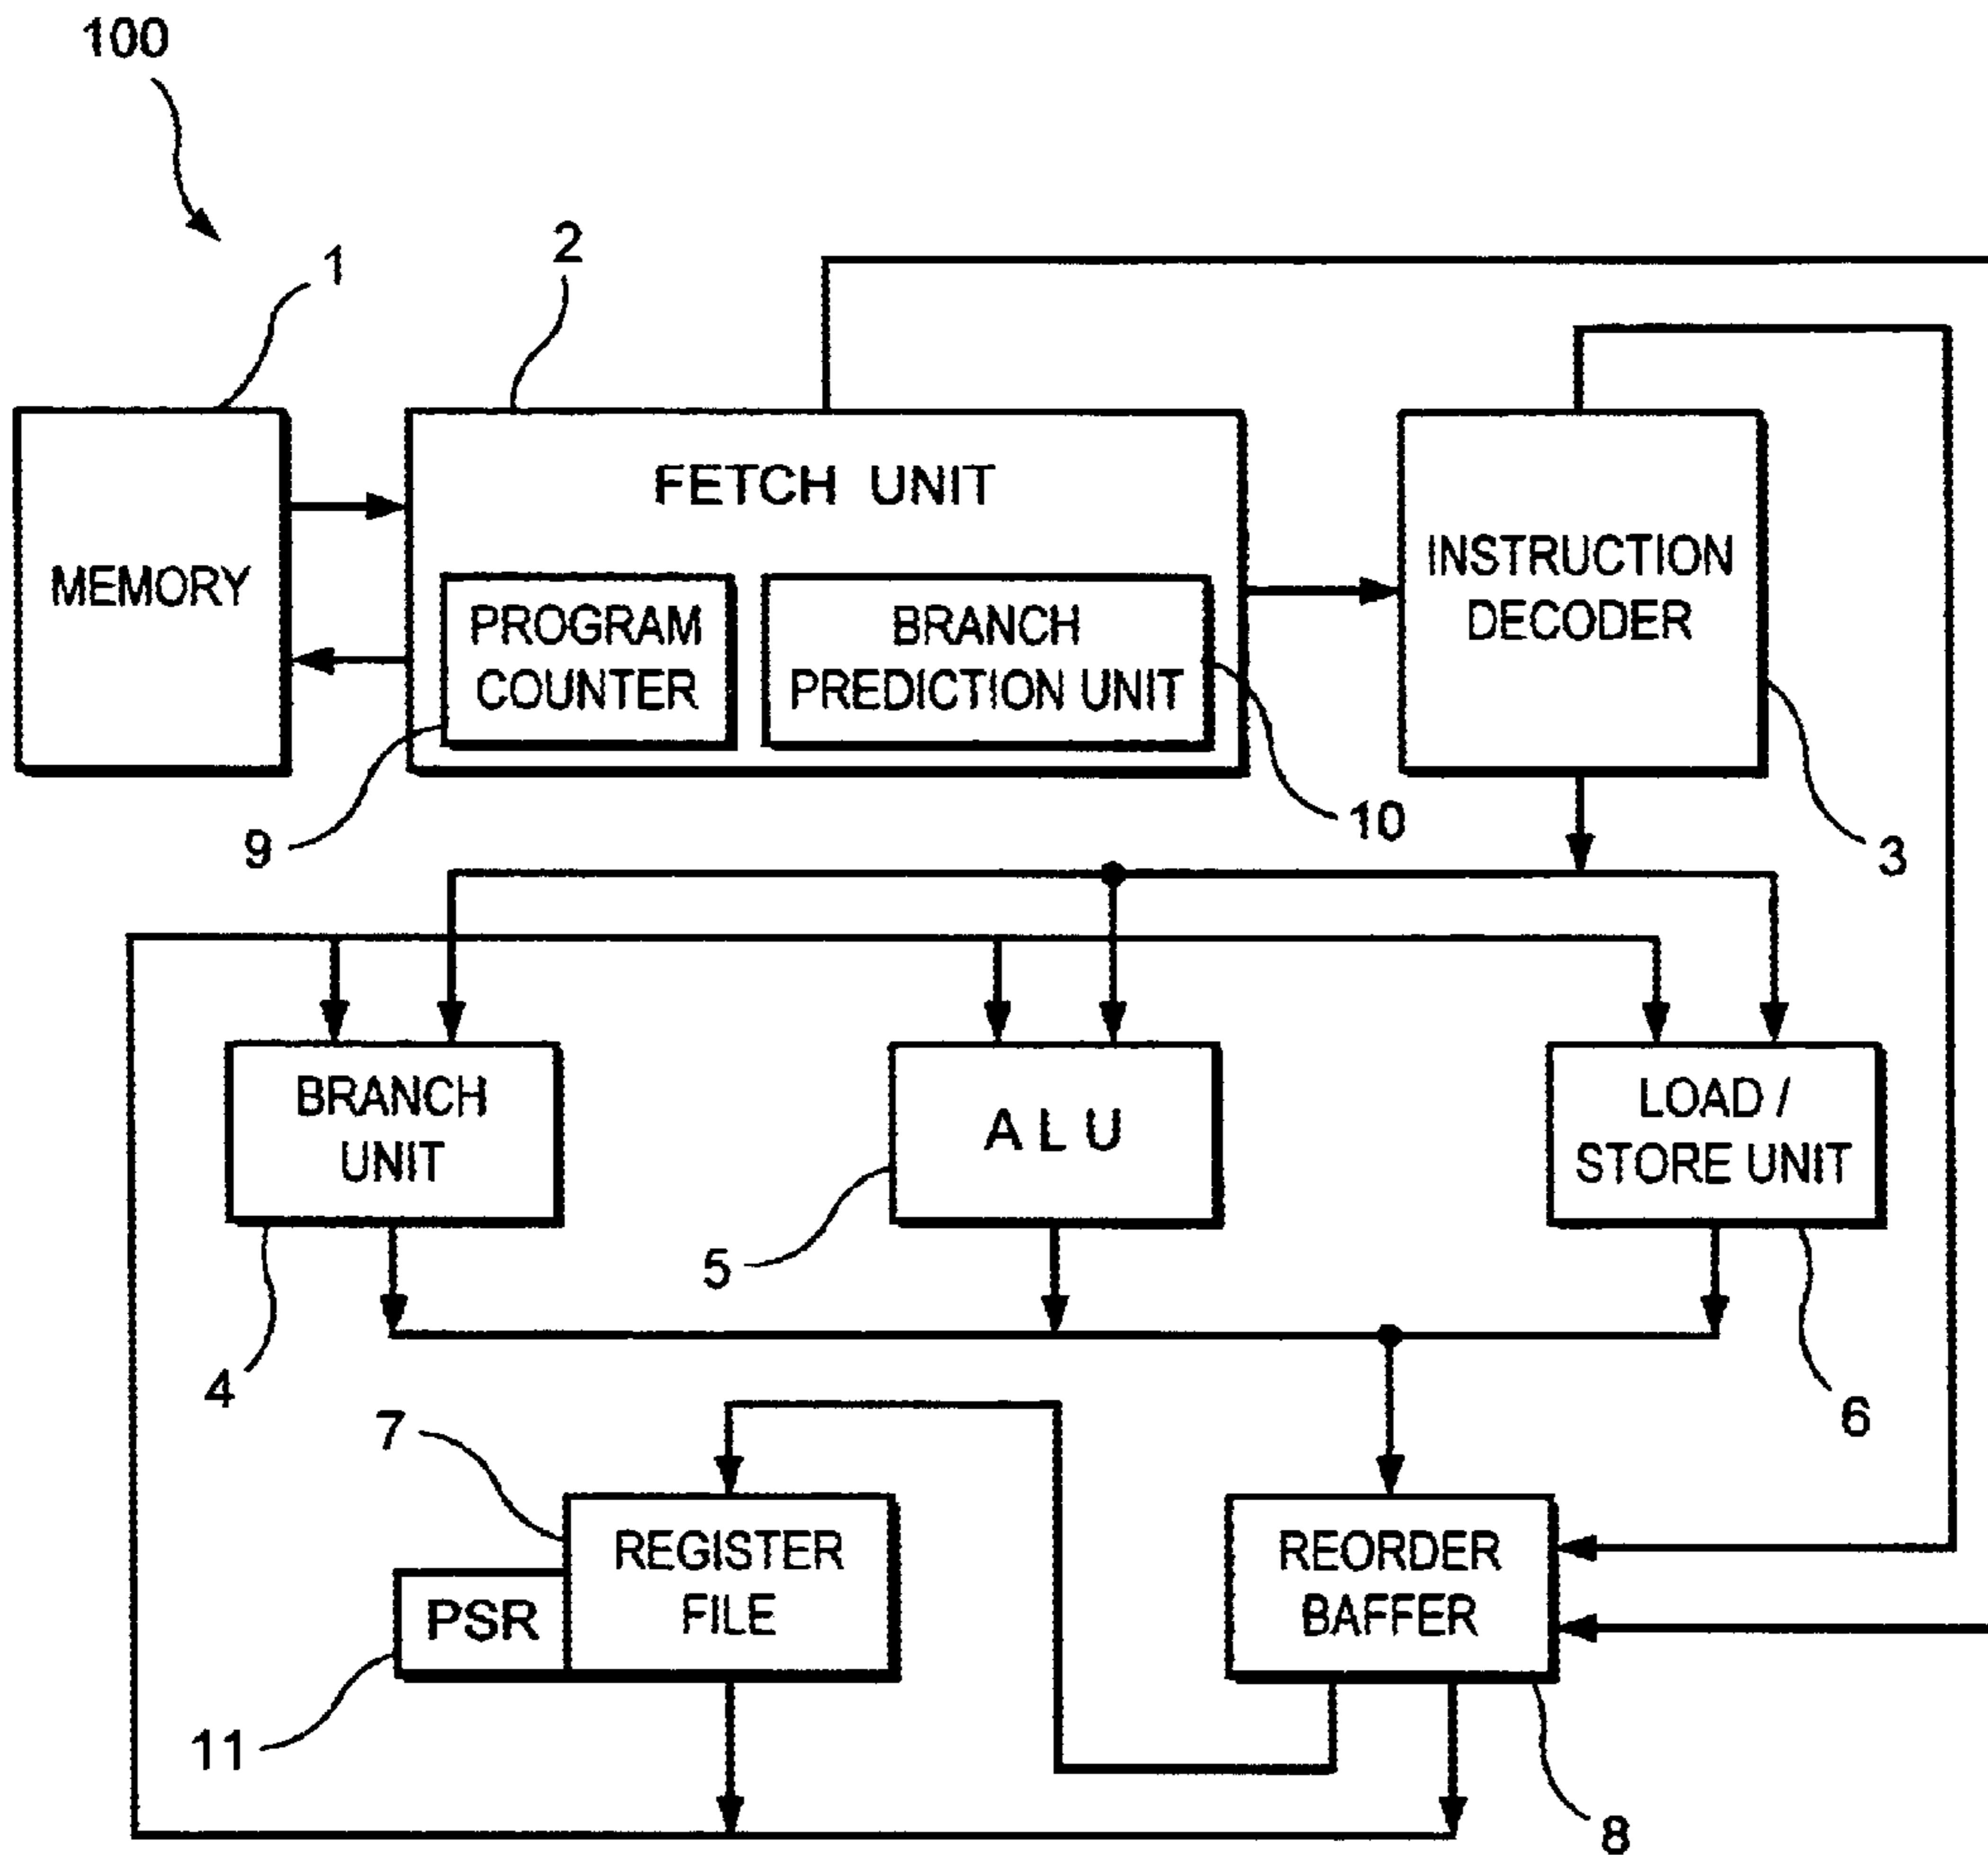 100
1
2
FETCH UNIT
MEMORY
PROGRAM
COUNTER
BRANCH
PREDICTION UNIT
INSTRUCTION
DECODER
9
10
3
BRANCH
UNIT
A L U
LOAD /
STORE UNIT
4
5
6
7
REGISTER
FILE
PSR
REORDER
BAFFER
11
8